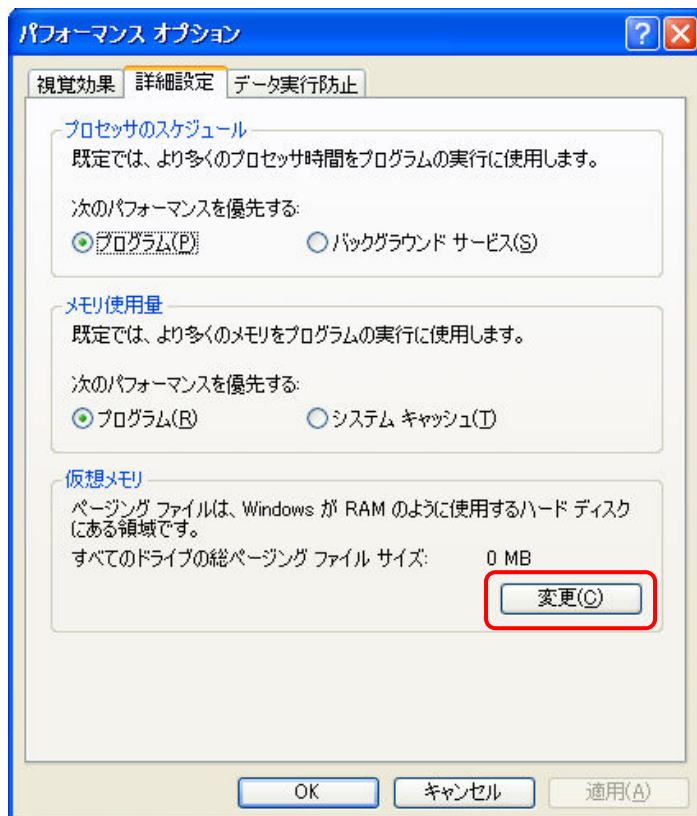 パフォーマンス オプション
視覚効果 詳細設定 データ実行防止
プロセッサのスケジュール
既定では、より多くのプロセッサ時間をプログラムの実行に使用します。
次のパフォーマンスを優先する:
プログラム(P) バックグラウンド サービス(S)
メモリ使用量
既定では、より多くのメモリをプログラムの実行に使用します。
次のパフォーマンスを優先する:
プログラム(R) システム キャッシュ(T)
仮想メモリ
ページング ファイルは、Windows が RAM のように使用するハード ディスク
にある領域です。
すべてのドライブの総ページング ファイル サイズ: 0 MB
変更(C)
OK キャンセル 適用(A)